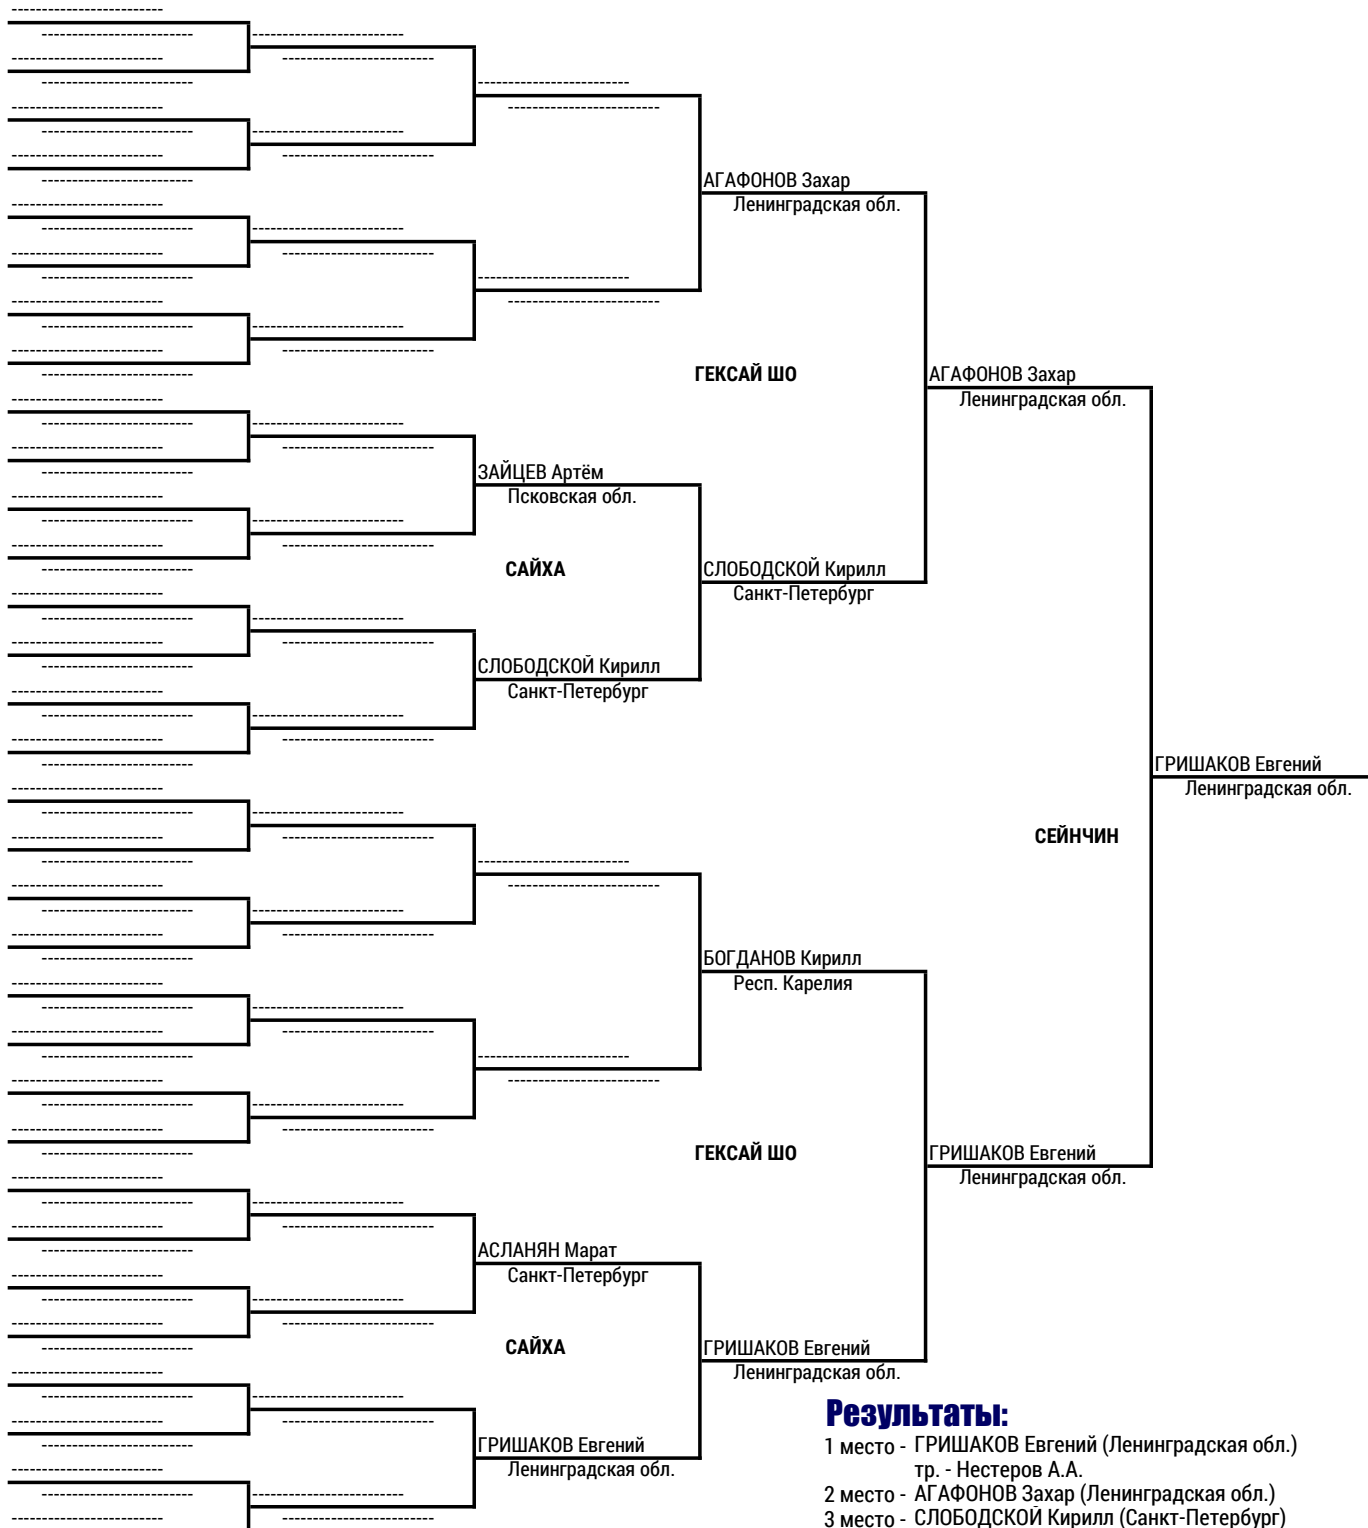 АГАФОНОВ Захар
Ленинградская обл.
ГЕКСАЙ ШО
АГАФОНОВ Захар
Ленинградская обл.
ЗАЙЦЕВ Артём
Псковская обл.
САЙХА
СЛОБОДСКОЙ Кирилл
Санкт-Петербург
СЛОБОДСКОЙ Кирилл
Санкт-Петербург
ГРИШАКОВ Евгений
Ленинградская обл.
СЕЙНЧИН
БОГДАНОВ Кирилл
Респ. Карелия
ГЕКСАЙ ШО
ГРИШАКОВ Евгений
Ленинградская обл.
АСЛАНЯН Марат
Санкт-Петербург
САЙХА
ГРИШАКОВ Евгений
Ленинградская обл.
ГРИШАКОВ Евгений
Ленинградская обл.
Результаты:
1 место - ГРИШАКОВ Евгений (Ленинградская обл.)
тр. - Нестеров А.А.
2 место - АГАФОНОВ Захар (Ленинградская обл.)
3 место - СЛОБОДСКОЙ Кирилл (Санкт-Петербург)